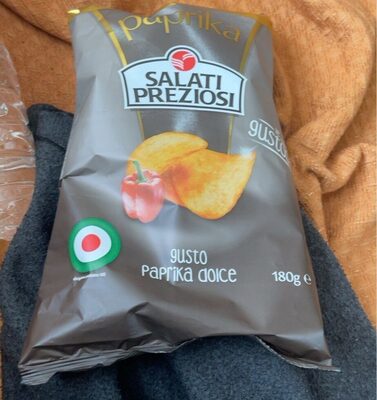 paprika
SALATI
PREZIOSI
gusto
gusto
paprika dolce
180g e